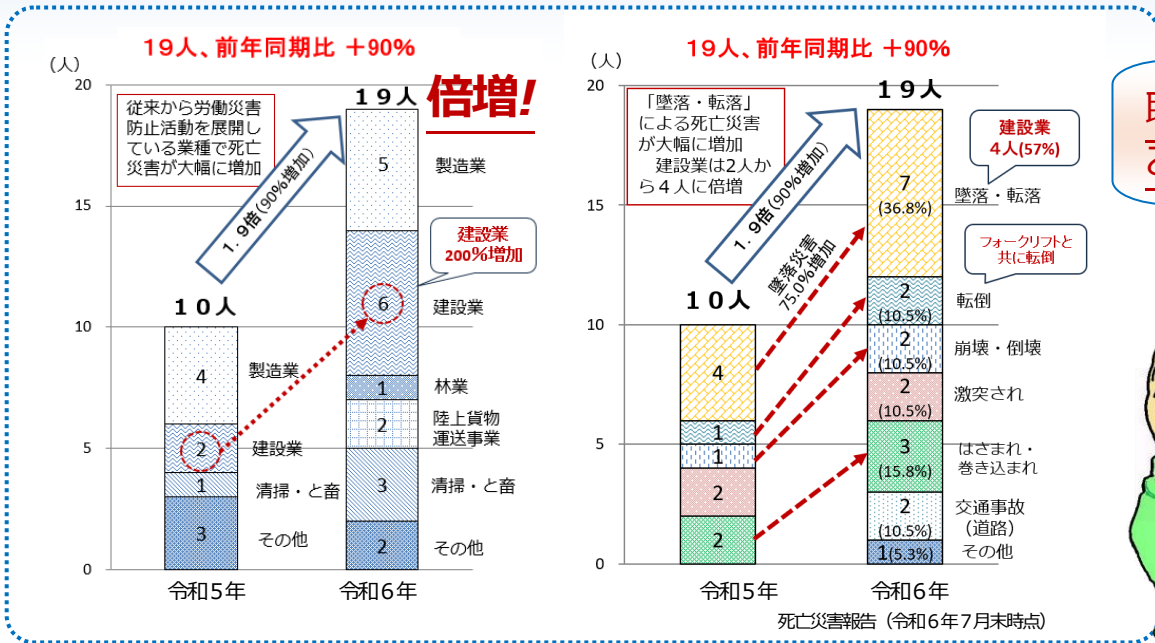 19人、前年同期比 +90%
(人)
従来から労働災害
防止活動を展開し
ている業種で死亡
災害が大幅に増加
19人
倍増!
1.9倍(90%増加)
10人
建設業
200%増加
20
15
10
5
0
5
製造業
6
建設業
1
林業
2
陸上貨物
運送事業
3
清掃・と畜
2
その他
4
製造業
2
建設業
1
清掃・と畜
3
その他
令和5年
令和6年
19人、前年同期比 +90%
(人)
「墜落・転落」
による死亡災害
が大幅に増加
建設業は2人か
ら4人に倍増
19人
1.9倍(90%増加)
10人
墜落災害
75.0%増加
建設業
4人(57%)
フォークリフトと
共に転倒
20
15
10
5
0
7
(36.8%)
墜落・転落
2
(10.5%)
転倒
2
(10.5%)
崩壊・倒壊
2
(10.5%)
激突され
3
(15.8%)
はさまれ・
巻き込まれ
2
(10.5%)
交通事故
(道路)
1(5.3%)
その他
4
1
1
2
2
令和5年
令和6年
死亡災害報告(令和6年7月末時点)